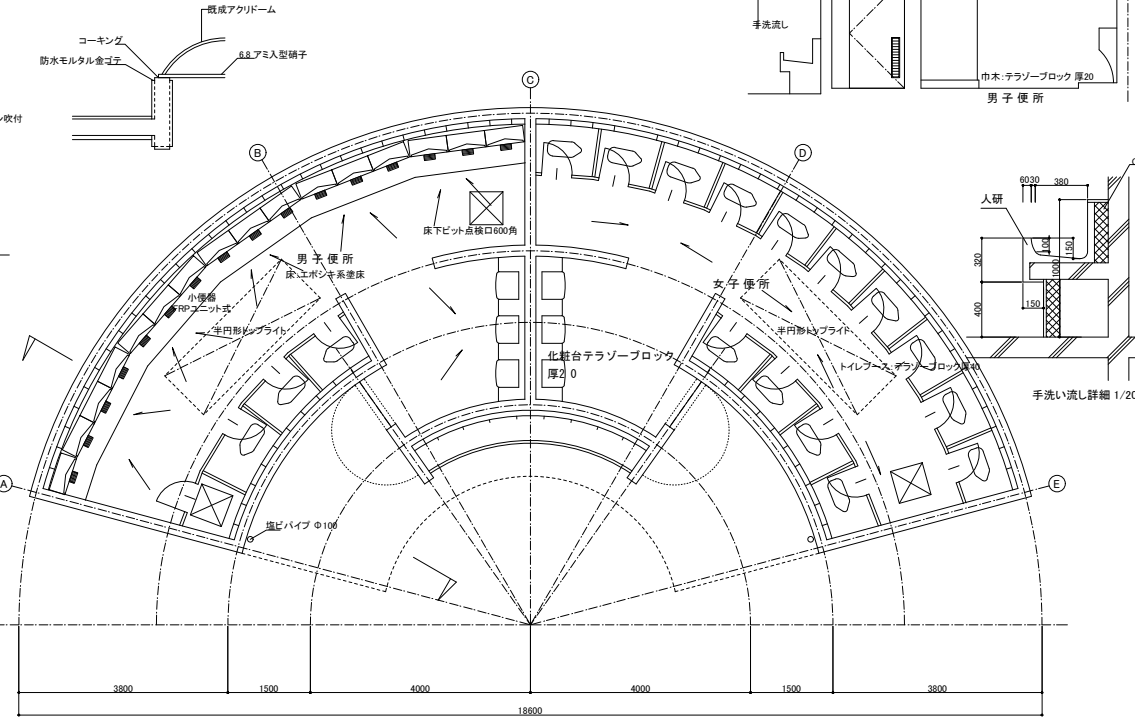 既成アクリドーム
コーキング
防水モルタル金ゴテ
6.8 アミ入型硝子
ン吹付
手洗流し
巾木:テラゾーブロック 厚20
男子便所
C
B
D
A
E
床下ピット点検口600角
男子便所
床.エポシキ系塗床
小便器
FRPユニット式
半円形トップライト
女子便所
半円形トップライト
化粧台テラゾーブロック
厚20
トイレブース:テラゾーブロック厚40
塩ビパイプ Φ100
人研
60
30
380
100
150
1000
320
400
150
手洗い流し詳細 1/20
3800
1500
4000
4000
1500
3800
18600